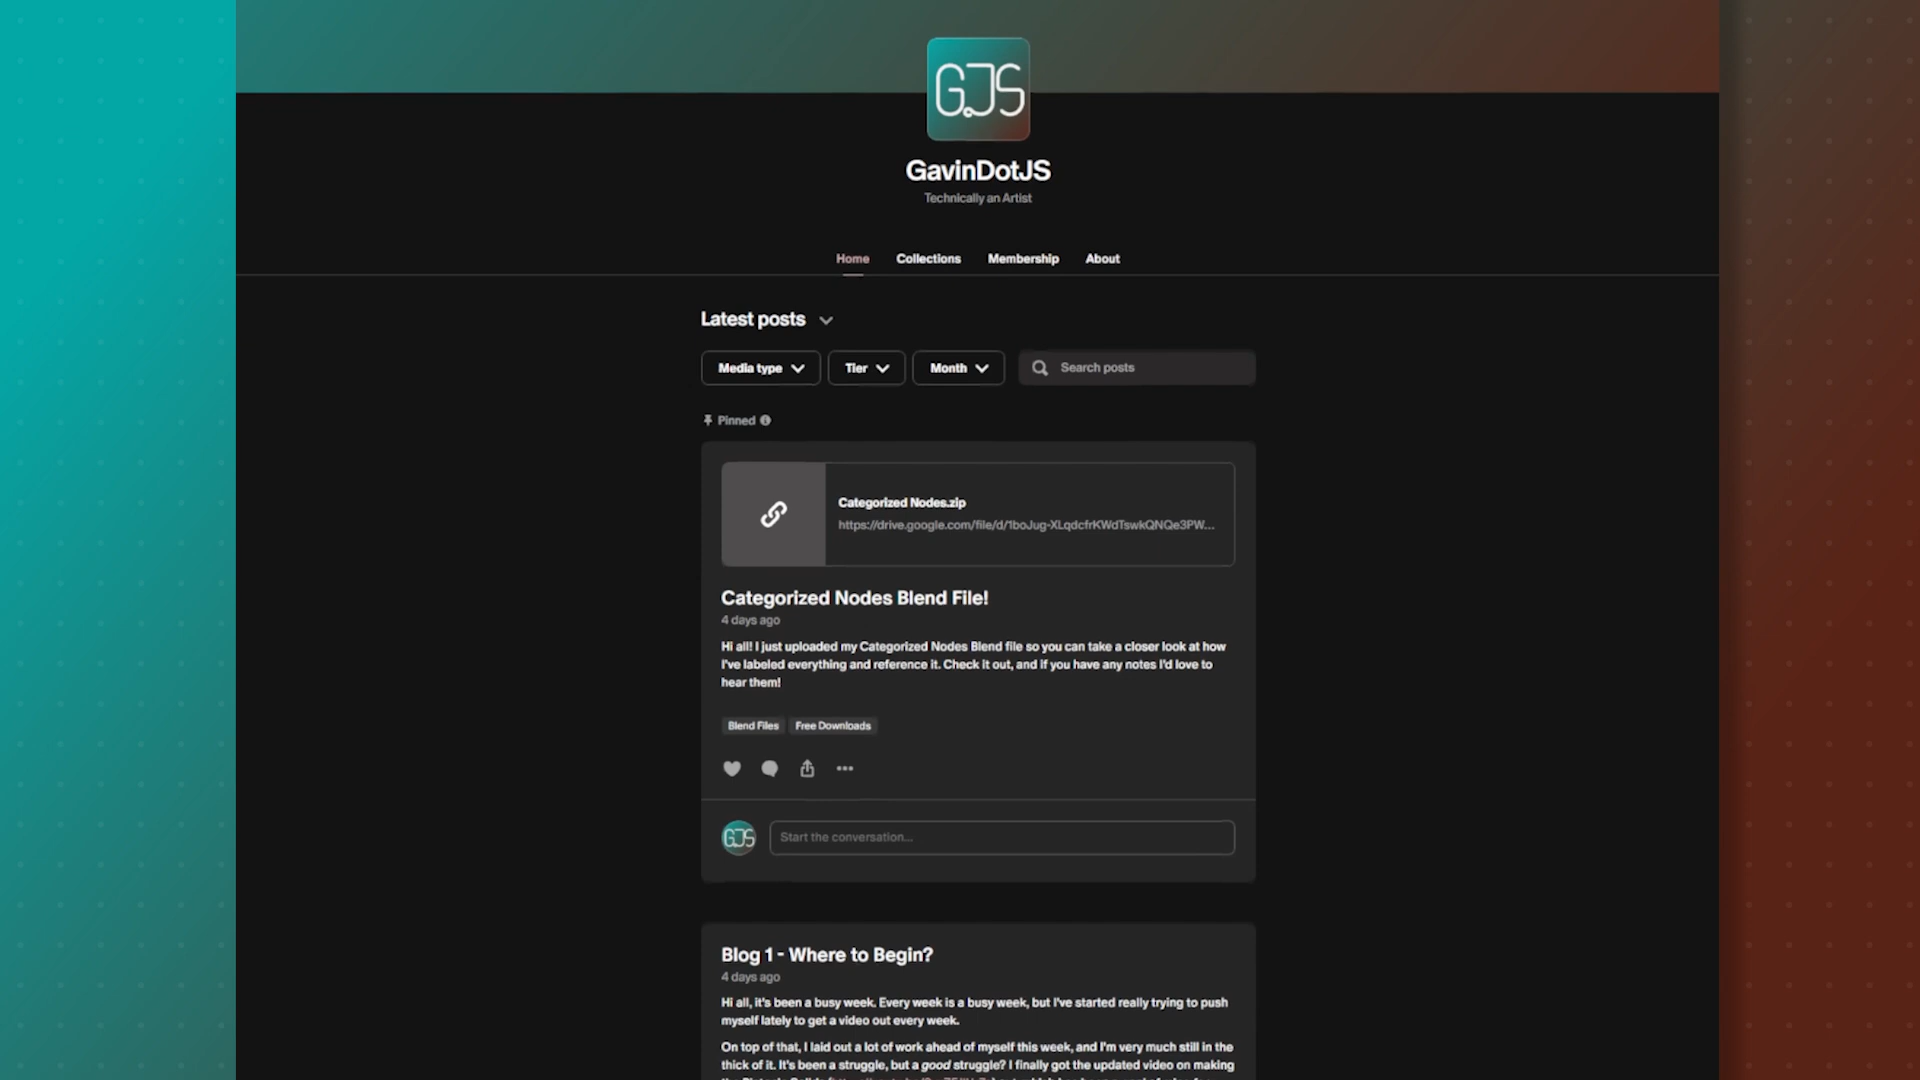 GJS
GavinDotJS
Technically an Artist
Home Collections Membership About
Latest posts
Media type Tier Month Search posts
Pinned
Categorized Nodes.zip
https://drive.google.com/file/d/1boJug-XLqdcfrKWdTswkQNQe3PW...
Categorized Nodes Blend File!
4 days ago
Hi all! I just uploaded my Categorized Nodes Blend file so you can take a closer look at how
I've labeled everything and reference it. Check it out, and if you have any notes I'd love to
hear them!
Blend Files Free Downloads
GJS Start the conversation...
Blog 1 - Where to Begin?
4 days ago
Hi all, it's been a busy week. Every week is a busy week, but I've started really trying to push
myself lately to get a video out every week.
On top of that, I laid out a lot of work ahead of myself this week, and I'm very much still in the
thick of it. It's been a struggle, but a good struggle? I finally got the updated video on making